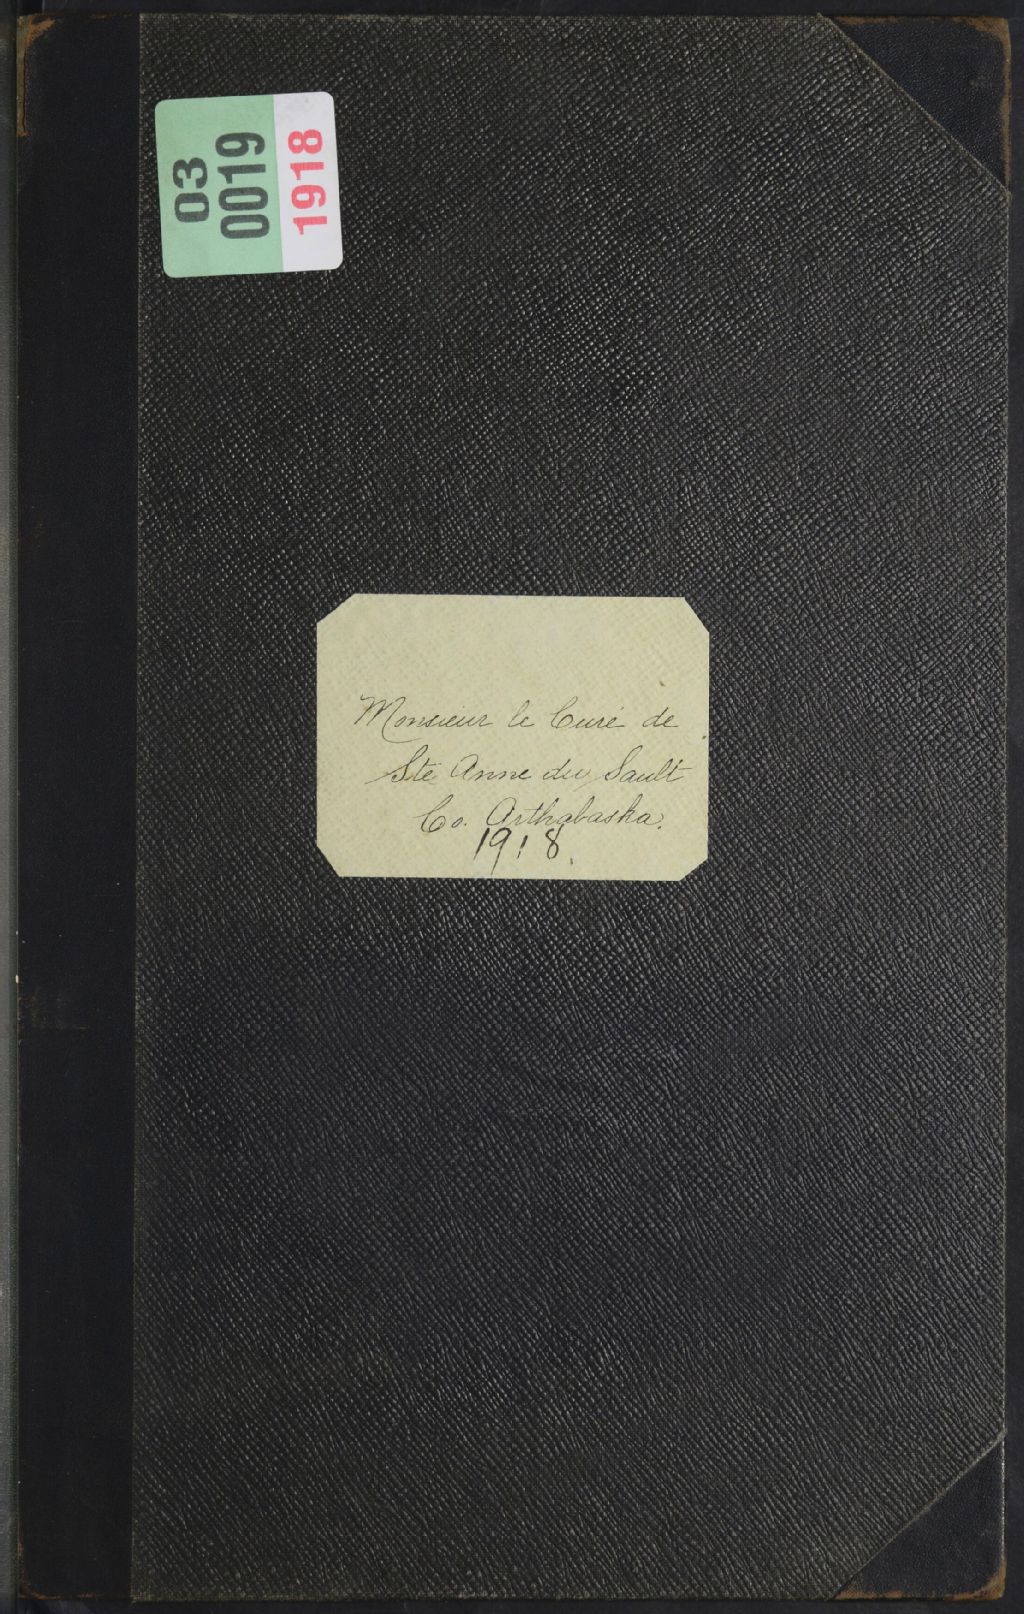 03
0019
1918
Monsieur le Curé de
Ste Anne du Sault
Co. Arthabaska.
1918.